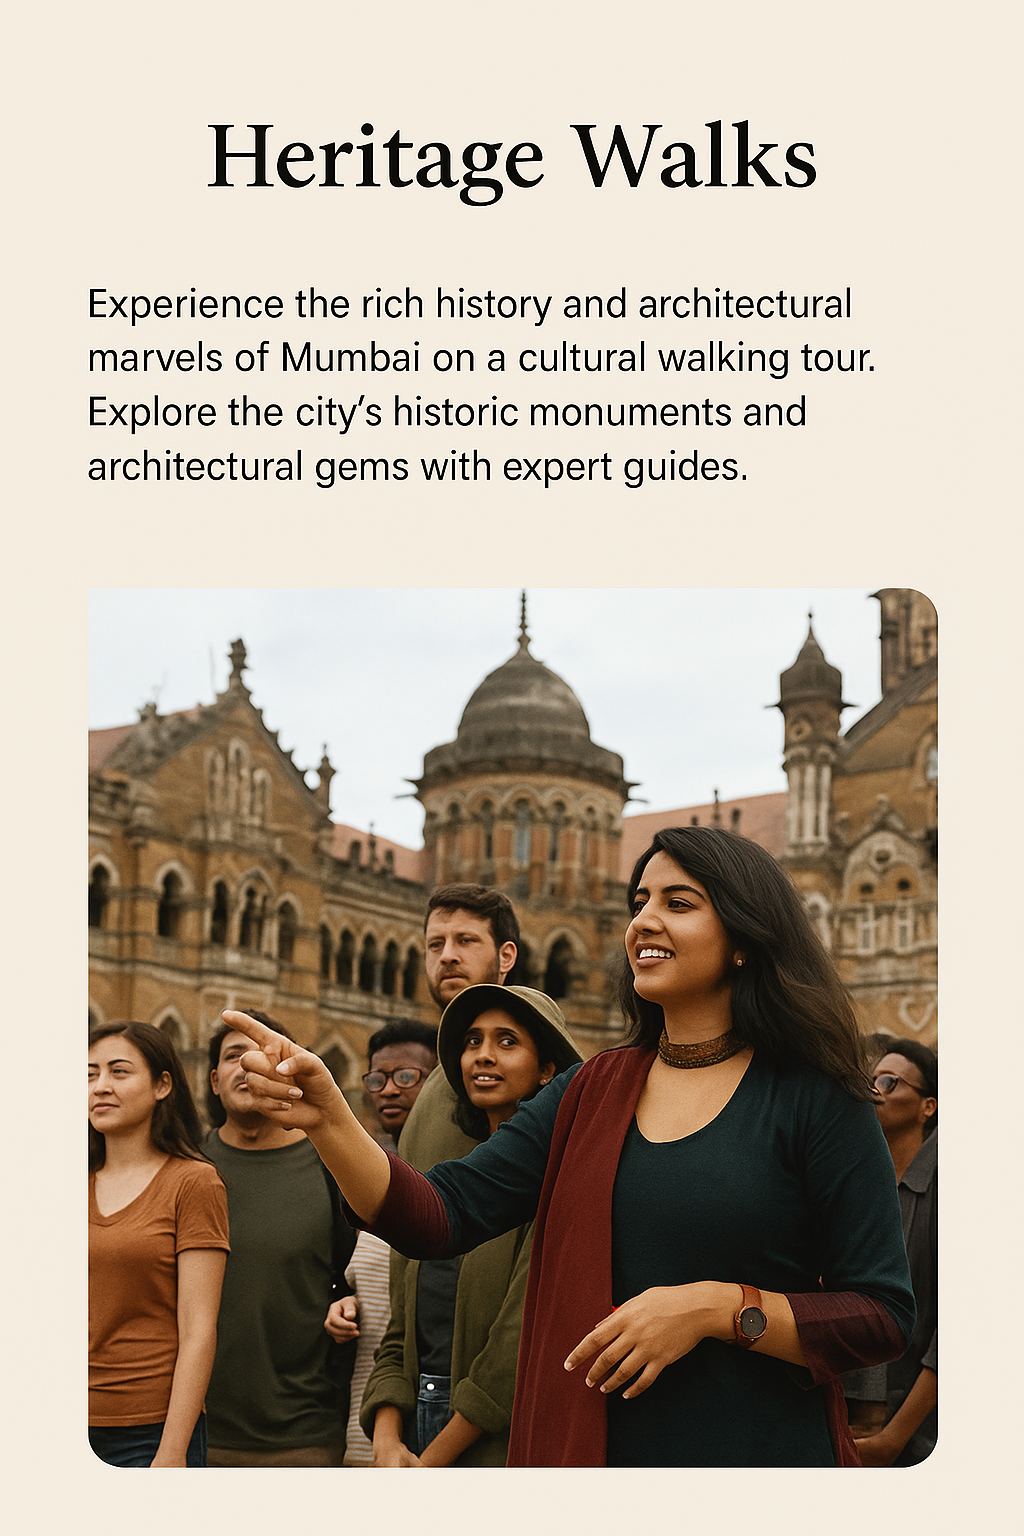 Heritage Walks
Experience the rich history and architectural
marvels of Mumbai on a cultural walking tour.
Explore the city’s historic monuments and
architectural gems with expert guides.